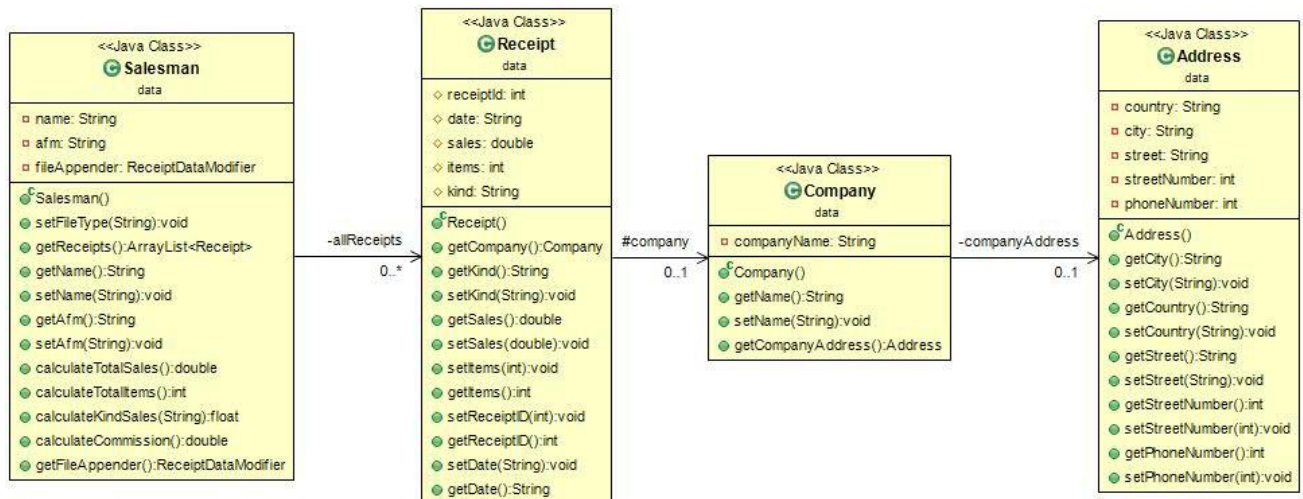 <<Java Class>>
Salesman
data
name: String
afm: String
fileAppender: ReceiptDataModifier
Salesman()
setFileType(String):void
getReceipts():ArrayList<Receipt>
getName():String
setName(String):void
getAfm():String
setAfm(String):void
calculateTotalSales():double
calculateTotalItems():int
calculateKindSales(String):float
calculateCommission():double
getFileAppender():ReceiptDataModifier
-allReceipts
0..*
<<Java Class>>
Receipt
data
receiptId: int
date: String
sales: double
items: int
kind: String
Receipt()
getCompany():Company
getKind():String
setKind(String):void
getSales():double
setSales(double):void
setItems(int):void
getItems():int
setReceiptID(int):void
getReceiptID():int
setDate(String):void
getDate():String
#company
0..1
<<Java Class>>
Company
data
companyName: String
Company()
getName():String
setName(String):void
getCompanyAddress():Address
-companyAddress
0..1
<<Java Class>>
Address
data
country: String
city: String
street: String
streetNumber: int
phoneNumber: int
Address()
getCity():String
setCity(String):void
getCountry():String
setCountry(String):void
getStreet():String
setStreet(String):void
getStreetNumber():int
setStreetNumber(int):void
getPhoneNumber():int
setPhoneNumber(int):void